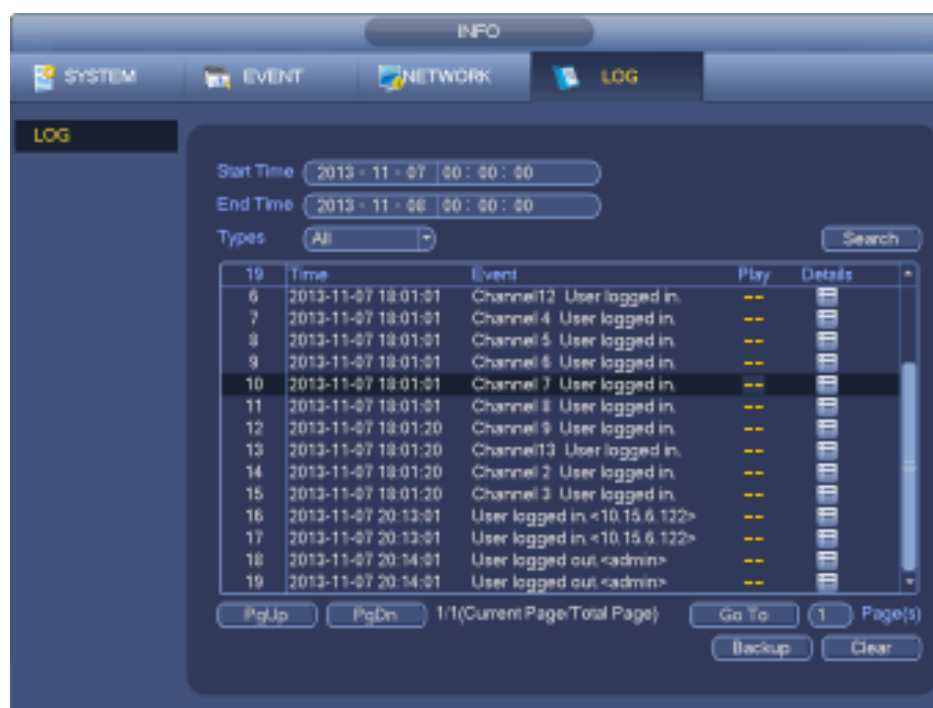 INFO
SYSTEM EVENT NETWORK LOG
LOG
Start Time 2013 - 11 - 07 00 : 00 : 00
End Time 2013 - 11 - 08 00 : 00 : 00
Types All Search
19 Time Event Play Details
6 2013-11-07 18:01:01 Channel12 User logged in. --
7 2013-11-07 18:01:01 Channel 4 User logged in. --
8 2013-11-07 18:01:01 Channel 5 User logged in. --
9 2013-11-07 18:01:01 Channel 6 User logged in. --
10 2013-11-07 18:01:01 Channel 7 User logged in. --
11 2013-11-07 18:01:01 Channel 8 User logged in. --
12 2013-11-07 18:01:20 Channel 9 User logged in. --
13 2013-11-07 18:01:20 Channel13 User logged in. --
14 2013-11-07 18:01:20 Channel 2 User logged in. --
15 2013-11-07 18:01:20 Channel 3 User logged in. --
16 2013-11-07 20:13:01 User logged in.<10.15.6.122> --
17 2013-11-07 20:13:01 User logged in.<10.15.6.122> --
18 2013-11-07 20:14:01 User logged out.<admin> --
19 2013-11-07 20:14:01 User logged out.<admin> --
PgUp PgDn 1/1(Current Page/Total Page) Go To 1 Page(s)
Backup Clear